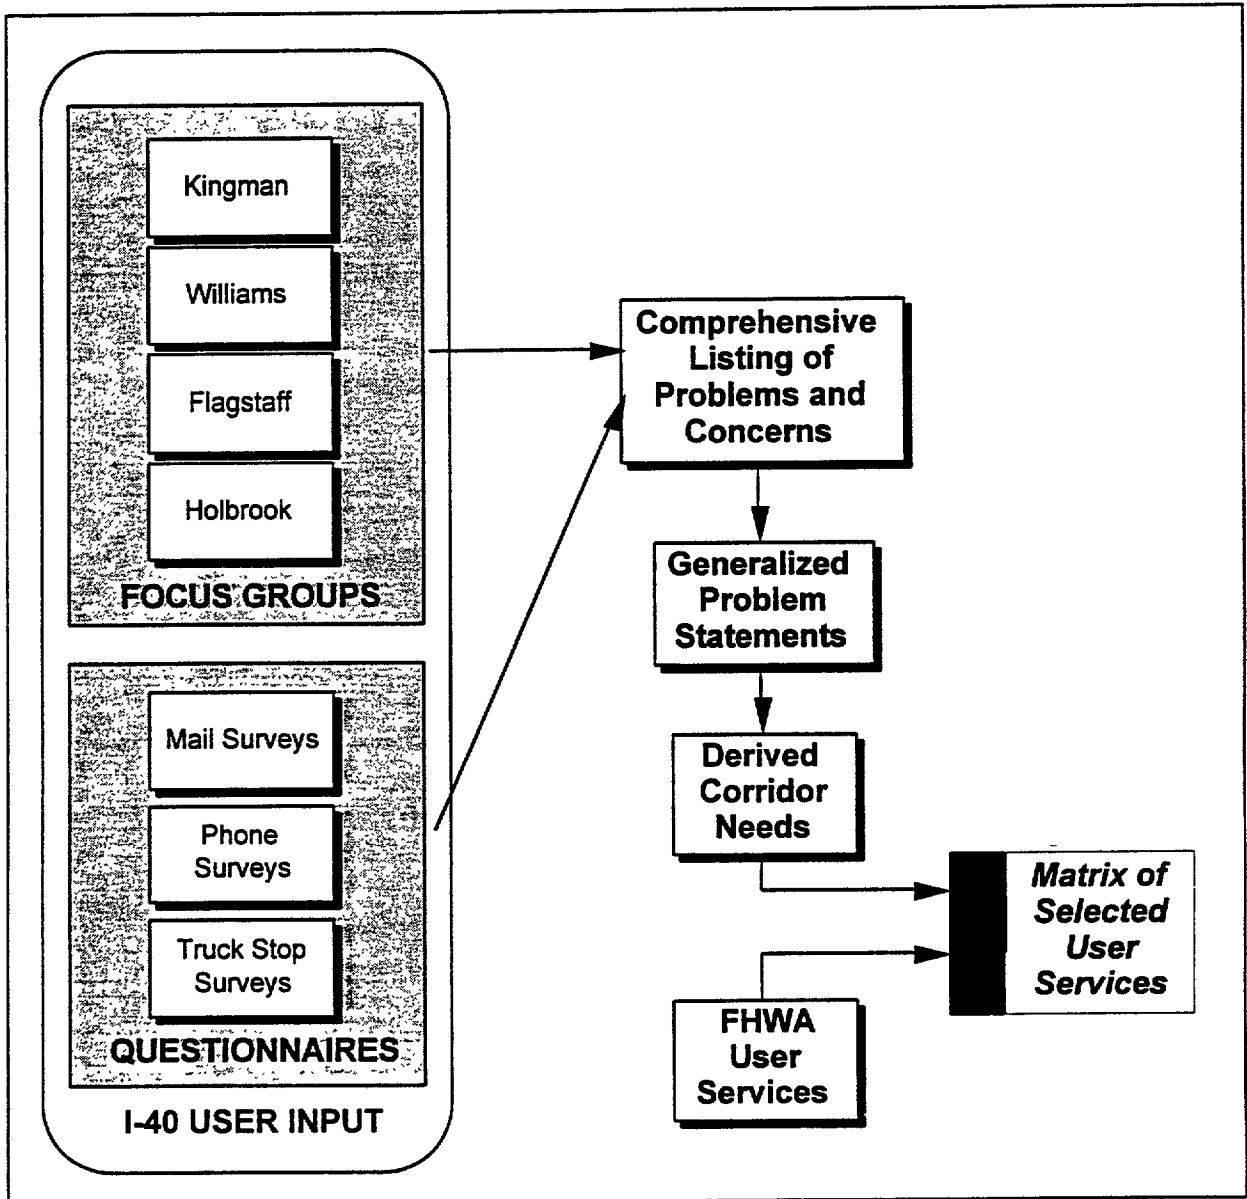 Kingman
Williams
Flagstaff
Holbrook
FOCUS GROUPS
Mail Surveys
Phone
Surveys
Truck Stop
Surveys
QUESTIONNAIRES
I-40 USER INPUT
Comprehensive
Listing of
Problems and
Concerns
Generalized
Problem
Statements
Derived
Corridor
Needs
FHWA
User
Services
Matrix of
Selected
User
Services